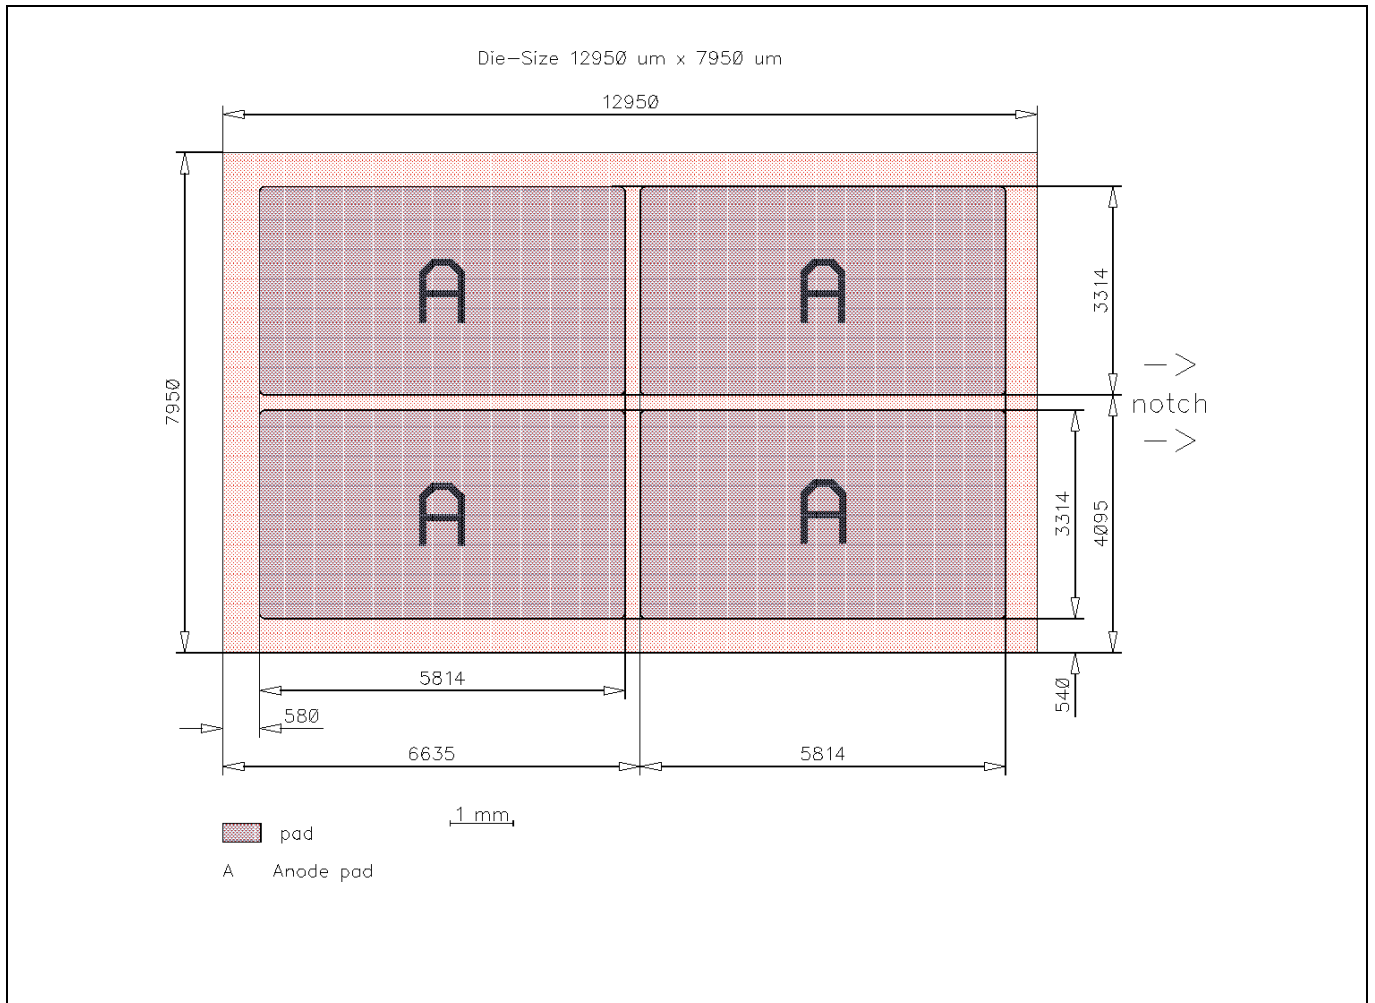 Die-Size 12950 um x 7950 um
12950
7950
A
A
3314
->
notch
->
A
A
3314
4095
540
5814
580
6635
5814
1 mm
pad
A Anode pad